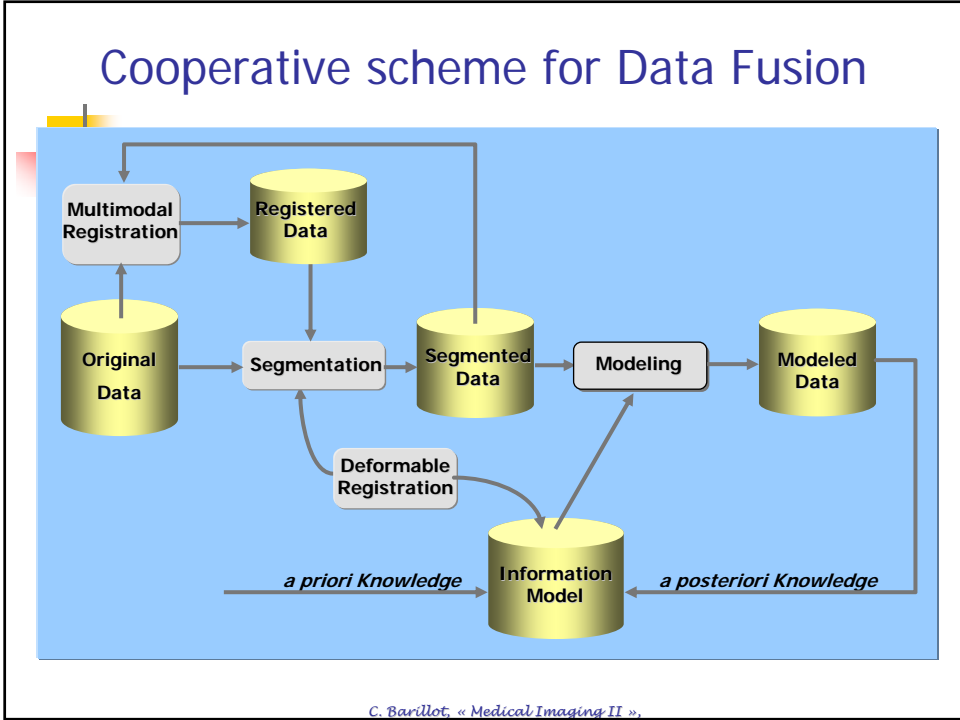 Cooperative scheme for Data Fusion
Multimodal
Registration
Registered
Data
Original
Data
Segmentation
Segmented
Data
Modeling
Modeled
Data
Deformable
Registration
a priori Knowledge
Information
Model
a posteriori Knowledge
C. Barillot, « Medical Imaging II »,